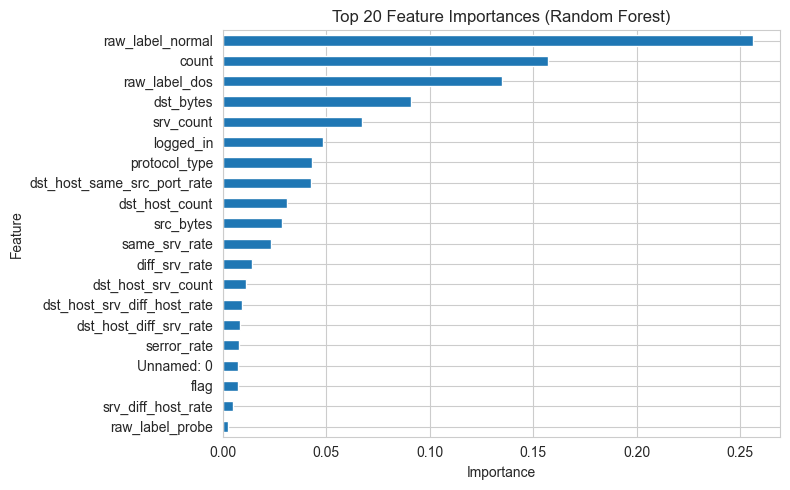 Top 20 Feature Importances (Random Forest)
raw_label_normal
count
raw_label_dos
dst_bytes
srv_count
logged_in
protocol_type
dst_host_same_src_port_rate
dst_host_count
src_bytes
same_srv_rate
diff_srv_rate
dst_host_srv_count
dst_host_srv_diff_host_rate
dst_host_diff_srv_rate
serror_rate
Unnamed: 0
flag
srv_diff_host_rate
raw_label_probe
Feature
0.00 0.05 0.10 0.15 0.20 0.25
Importance